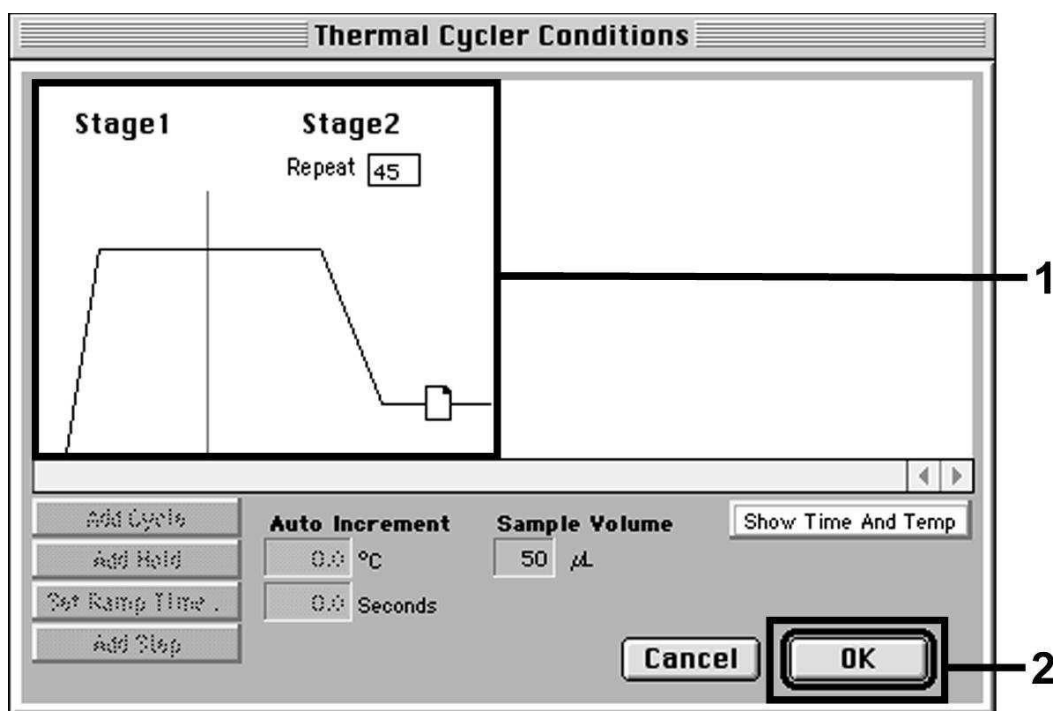 Thermal Cycler Conditions
Stage1 Stage2
Repeat 45
1
Add Cycle
Auto Increment Sample Volume Show Time And Temp
Add Hold 0.0 °C 50 µL
Set Ramp Time . 0.0 Seconds
Add Step
Cancel OK
2